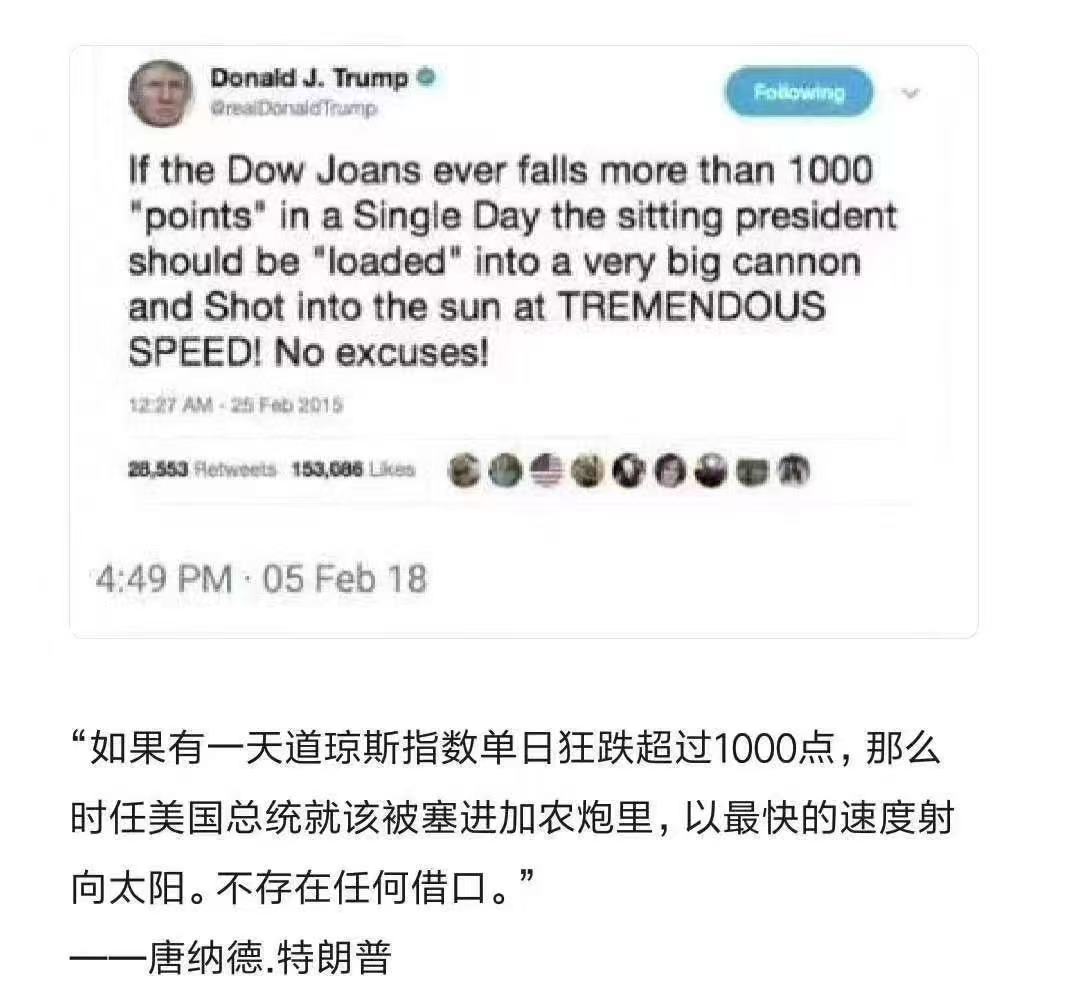 Donald J. Trump
@realDonaldTrump
Following
If the Dow Joans ever falls more than 1000
"points" in a Single Day the sitting president
should be "loaded" into a very big cannon
and Shot into the sun at TREMENDOUS
SPEED! No excuses!
12:27 AM - 25 Feb 2015
28,553 Retweets 153,086 Likes
4:49 PM · 05 Feb 18
“如果有一天道琼斯指数单日狂跌超过1000点，那么
时任美国总统就该被塞进加农炮里，以最快的速度射
向太阳。不存在任何借口。”
——唐纳德.特朗普